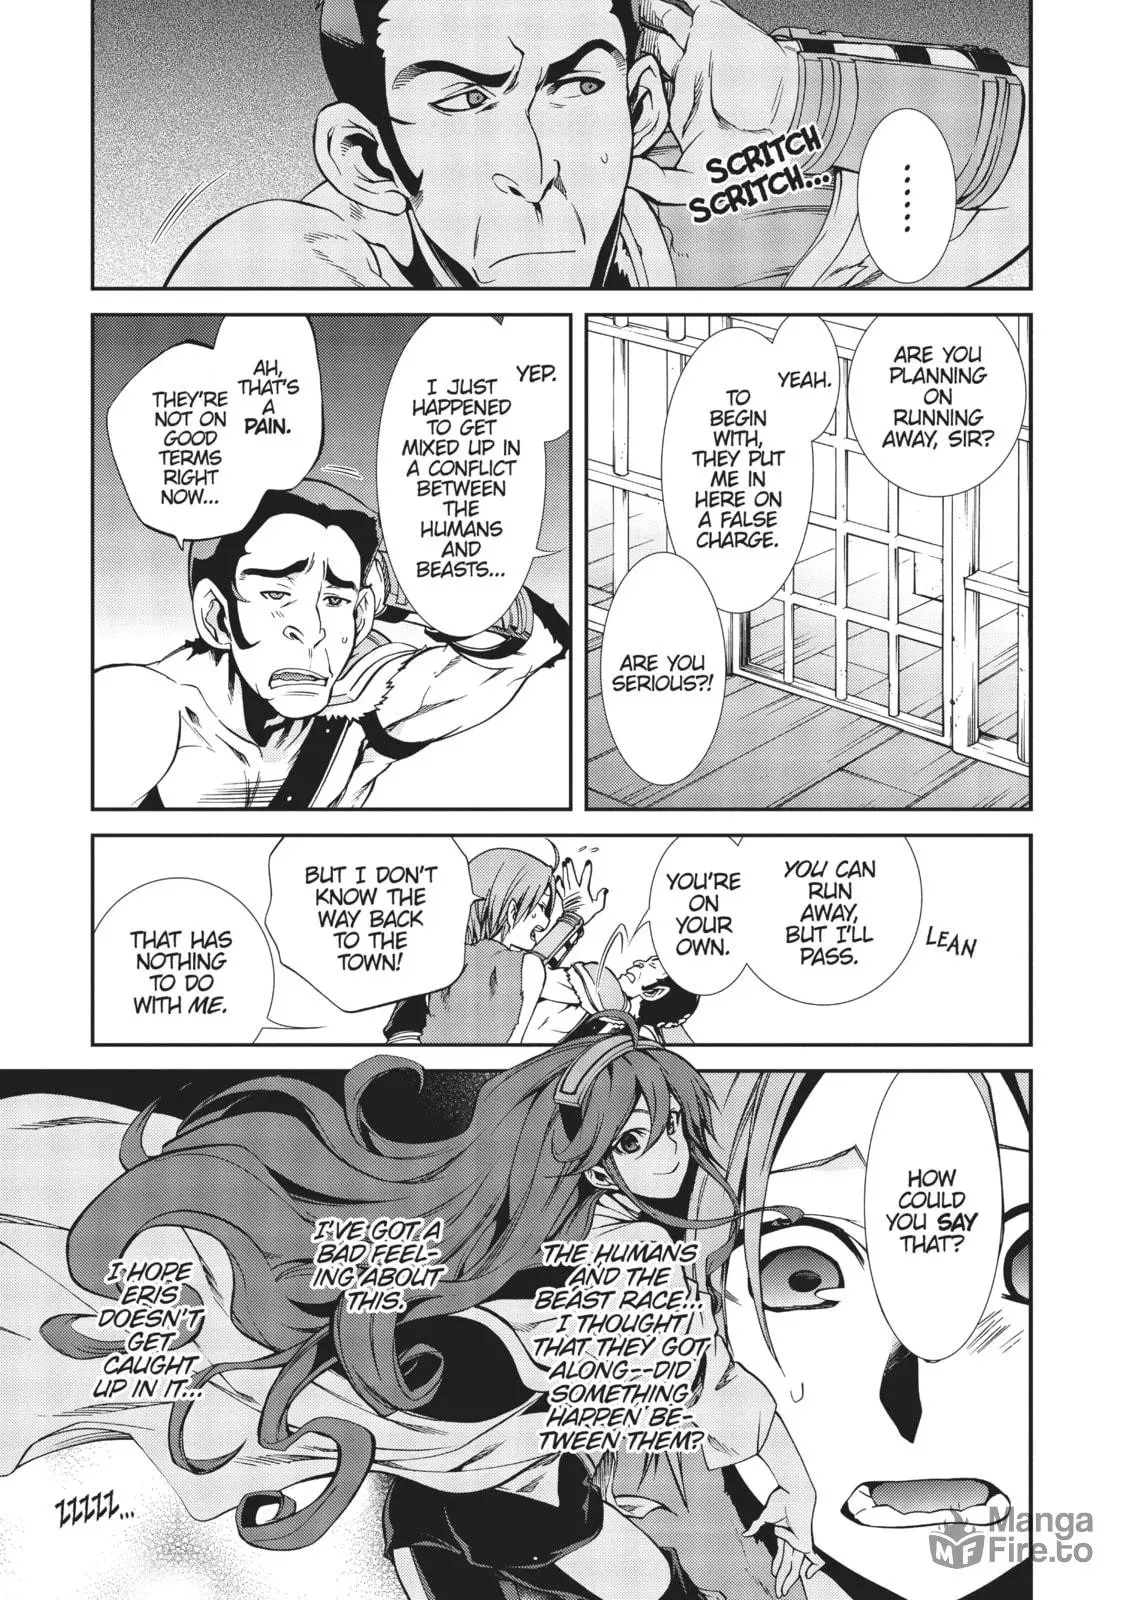 ......
SCRITCH
SCRITCH...
ARE YOU
PLANNING
ON
RUNNING
AWAY, SIR?
YEAH.
TO
BEGIN
WITH,
THEY PUT
ME IN
HERE ON
A FALSE
CHARGE.
ARE YOU
SERIOUS?!
YEP.
I JUST
HAPPENED
TO GET
MIXED UP IN
A CONFLICT
BETWEEN
THE
HUMANS
AND
BEASTS...
AH,
THAT'S
A
PAIN.
THEY'RE
NOT ON
GOOD
TERMS
RIGHT
NOW...
YOU CAN
RUN
AWAY,
BUT I'LL
PASS.
LEAN
YOU'RE
ON
YOUR
OWN.
BUT I DON'T
KNOW THE
WAY BACK
TO THE
TOWN!
THAT HAS
NOTHING
TO DO
WITH ME.
HOW
COULD
YOU SAY
THAT?
THE HUMANS
AND THE
BEAST RACE...
I THOUGHT
THAT THEY GOT
ALONG--DID
SOMETHING
HAPPEN BE-
TWEEN THEM?
I'VE GOT A
BAD FEEL-
ING ABOUT
THIS.
I HOPE
ERIS
DOESN'T
GET
CAUGHT
UP IN IT...
ZZZZZ...
Manga
Fire.to
MF